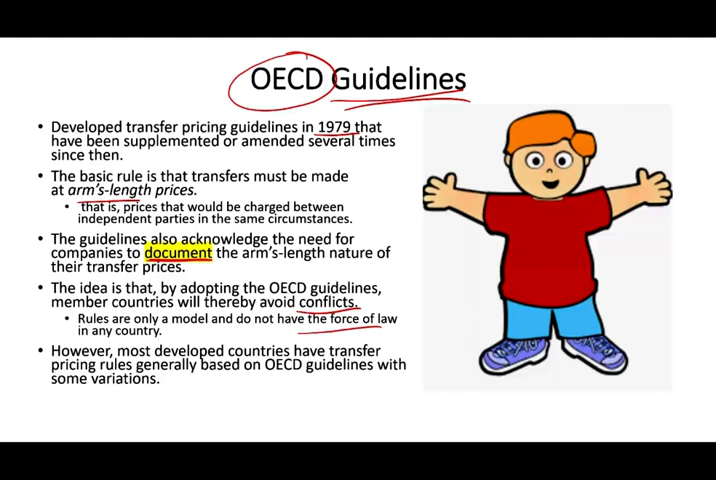 OECD Guidelines
• Developed transfer pricing guidelines in 1979 that
have been supplemented or amended several times
since then.
• The basic rule is that transfers must be made
at arm's-length prices.
• that is, prices that would be charged between
independent parties in the same circumstances.
• The guidelines also acknowledge the need for
companies to document the arm's-length nature of
their transfer prices.
• The idea is that, by adopting the OECD guidelines,
member countries will thereby avoid conflicts.
• Rules are only a model and do not have the force of law
in any country.
• However, most developed countries have transfer
pricing rules generally based on OECD guidelines with
some variations.